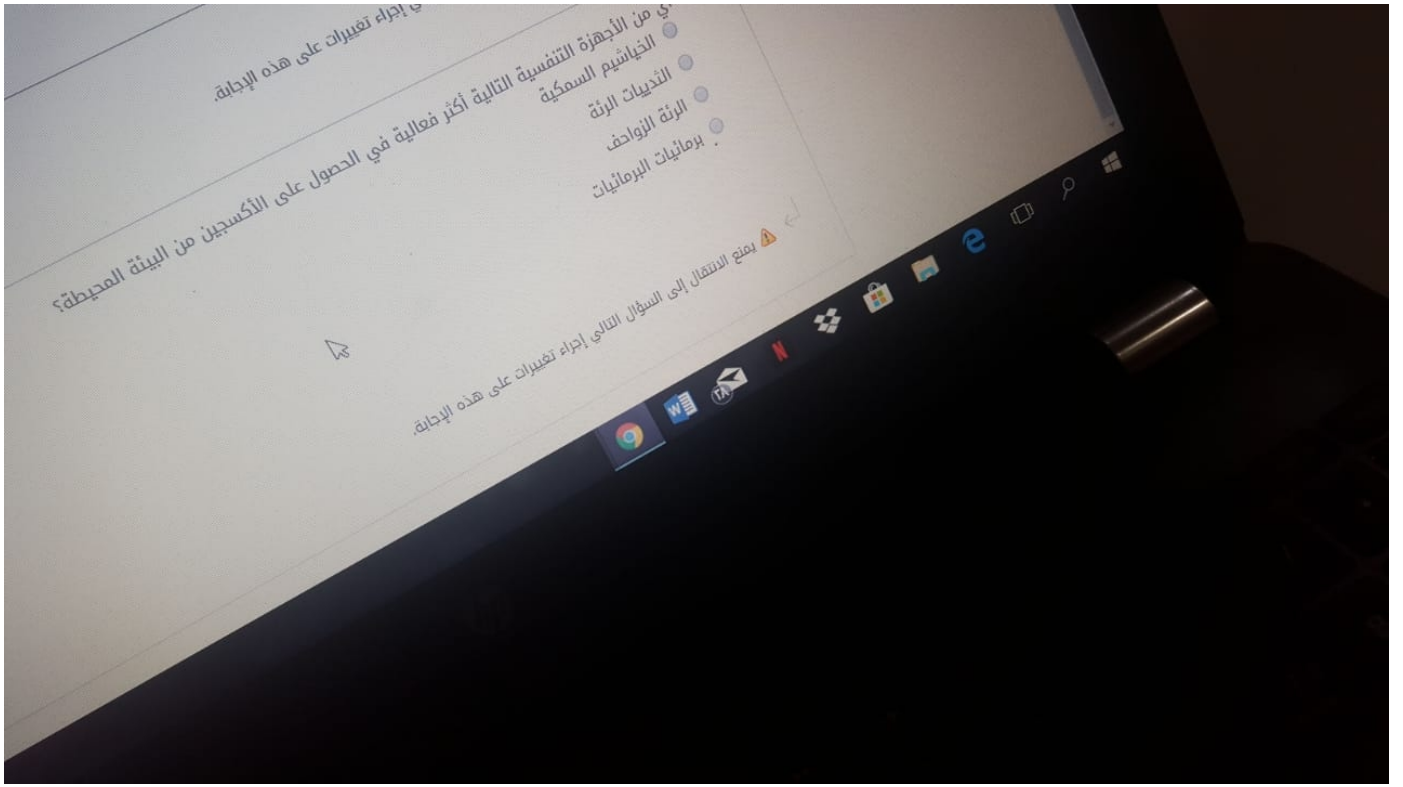 إجراء تغييرات على هذه الإجابة.
أي من الأجهزة التنفسية التالية أكثر فعالية في الحصول على الأكسجين من البيئة المحيطة؟
الخياشيم السمكية
الثدييات الرئة
الرئة الزواحف
برمائيات البرمائيات
يمنع الانتقال إلى السؤال التالي إجراء تغييرات على هذه الإجابة.